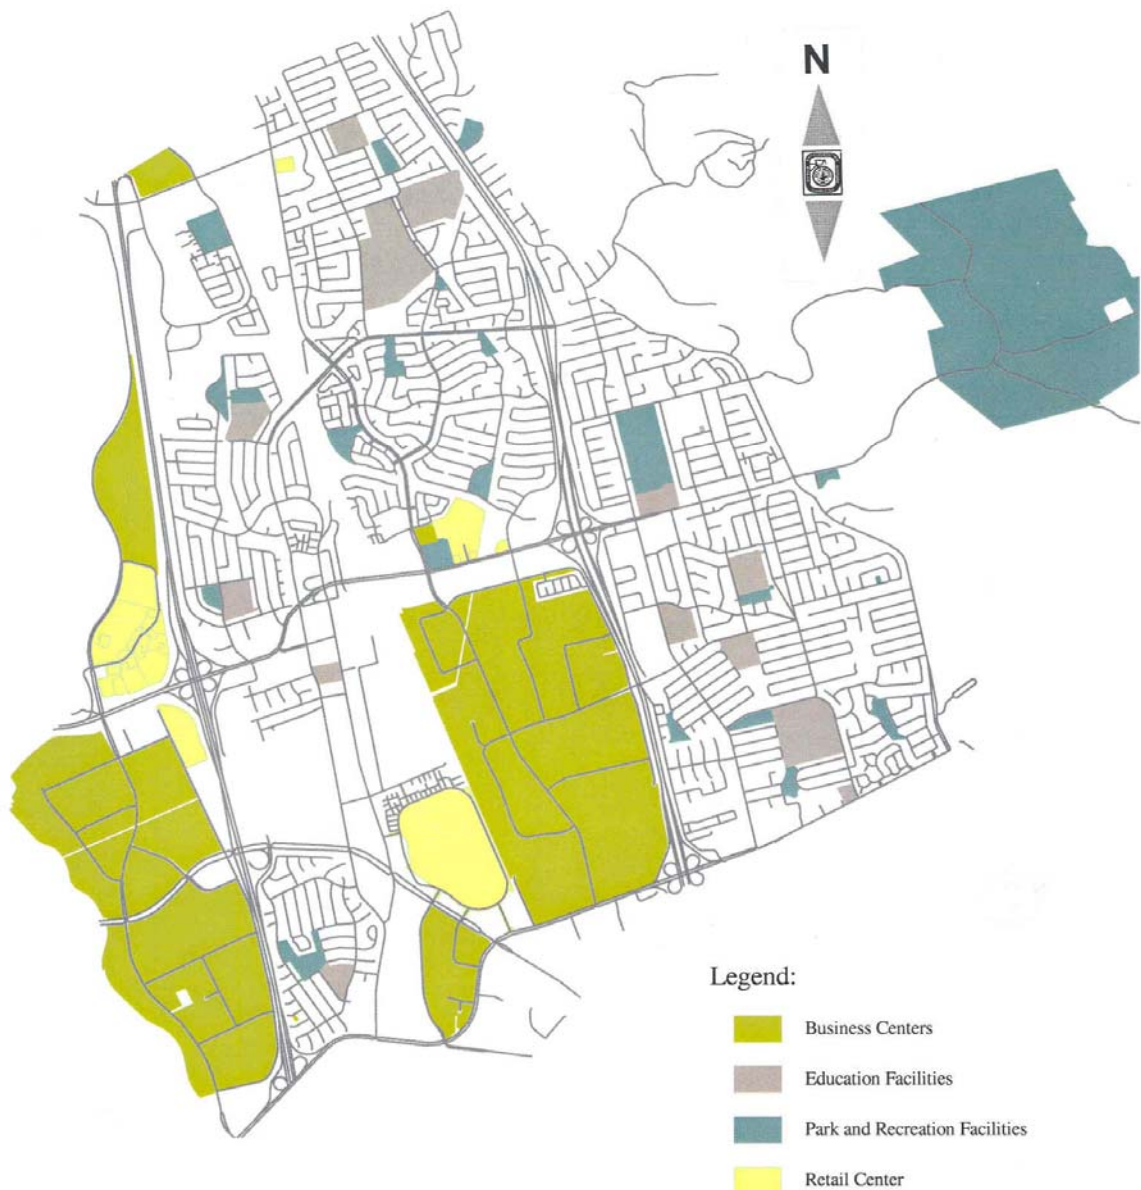 N
Legend:
Business Centers
Education Facilities
Park and Recreation Facilities
Retail Center